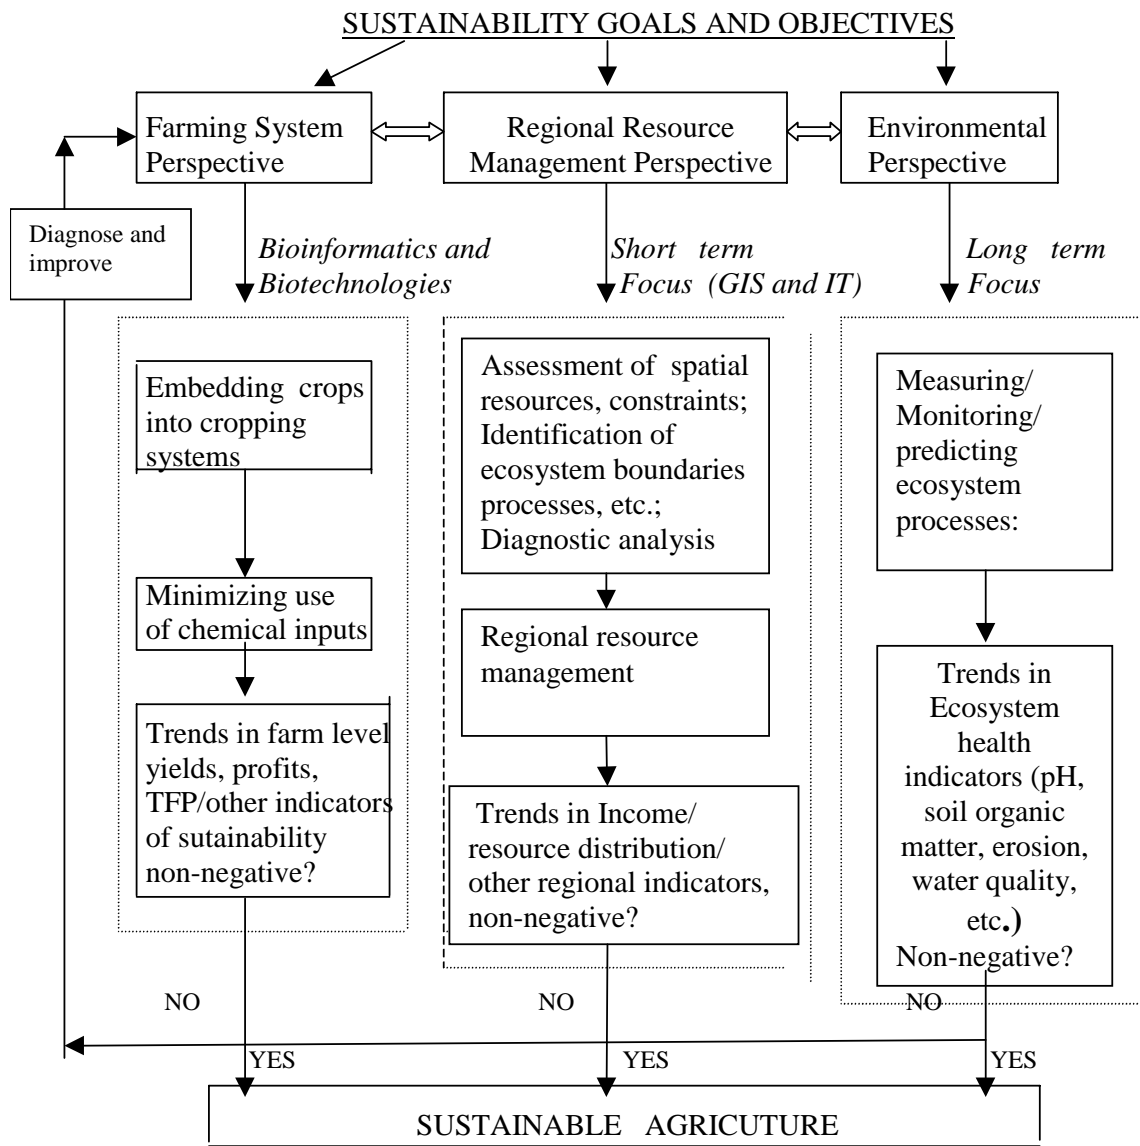 SUSTAINABILITY GOALS AND OBJECTIVES
Farming System
Perspective
Regional Resource
Management Perspective
Environmental
Perspective
Diagnose and
improve
Bioinformatics and
Biotechnologies
Short term
Focus (GIS and IT)
Long term
Focus
Embedding crops
into cropping
systems
Minimizing use
of chemical inputs
Trends in farm level
yields, profits,
TFP/other indicators
of sutainability
non-negative?
Assessment of spatial
resources, constraints;
Identification of
ecosystem boundaries
processes, etc.;
Diagnostic analysis
Regional resource
management
Trends in Income/
resource distribution/
other regional indicators,
non-negative?
Measuring/
Monitoring/
predicting
ecosystem
processes:
Trends in
Ecosystem
health
indicators (pH,
soil organic
matter, erosion,
water quality,
etc.)
Non-negative?
NO
NO
NO
YES
YES
YES
SUSTAINABLE AGRICUTURE